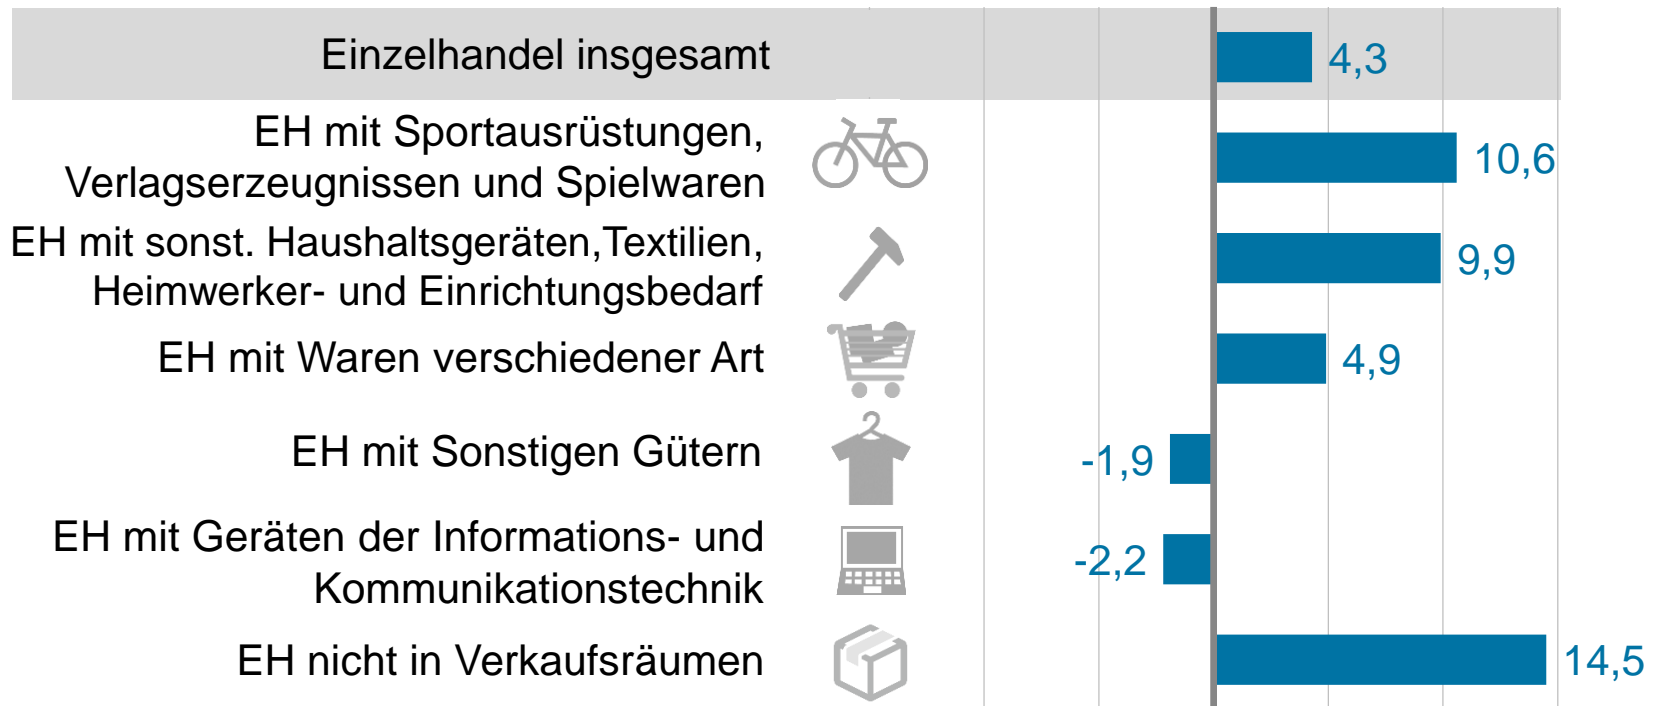 Einzelhandel insgesamt
4,3
EH mit Sportausrüstungen,
Verlagserzeugnissen und Spielwaren
10,6
EH mit sonst. Haushaltsgeräten,Textilien,
Heimwerker- und Einrichtungsbedarf
9,9
EH mit Waren verschiedener Art
4,9
EH mit Sonstigen Gütern
-1,9
EH mit Geräten der Informations- und
Kommunikationstechnik
-2,2
EH nicht in Verkaufsräumen
14,5